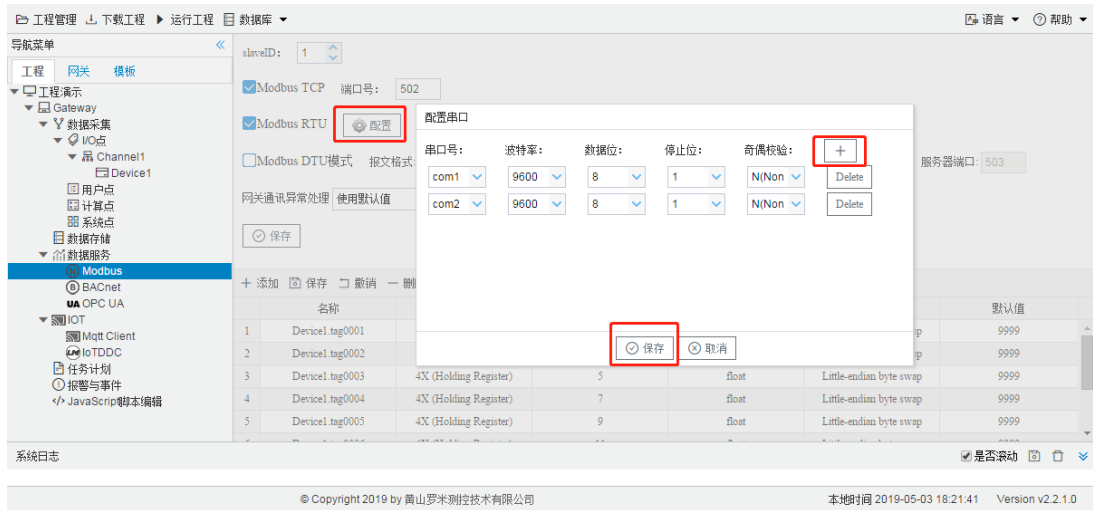 工程管理 下载工程 运行工程 数据库 语言 帮助
导航菜单
工程 网关 模板
工程演示
Gateway
数据采集
I/O点
Channel1
Device1
用户点
计算点
系统点
数据存储
数据服务
Modbus
BACnet
UA OPC UA
IOT
Mqtt Client
IoTDDC
任务计划
报警与事件
JavaScrip脚本编辑
slaveID: 1
Modbus TCP 端口号: 502
Modbus RTU 配置
Modbus DTU模式 报文格式: 服务器端口: 503
网关通讯异常处理 使用默认值
保存
配置串口
串口号: 波特率: 数据位: 停止位: 奇偶校验: +
com1 9600 8 1 N(Non Delete
com2 9600 8 1 N(Non Delete
保存 取消
添加 保存 撤销
名称 默认值
1 Device1.tag0001 9999
2 Device1.tag0002 9999
3 Device1.tag0003 4X (Holding Register) 5 float Little-endian byte swap 9999
4 Device1.tag0004 4X (Holding Register) 7 float Little-endian byte swap 9999
5 Device1.tag0005 4X (Holding Register) 9 float Little-endian byte swap 9999
系统日志 是否滚动
© Copyright 2019 by 黄山罗米测控技术有限公司 本地时间 2019-05-03 18:21:41 Version v2.2.1.0